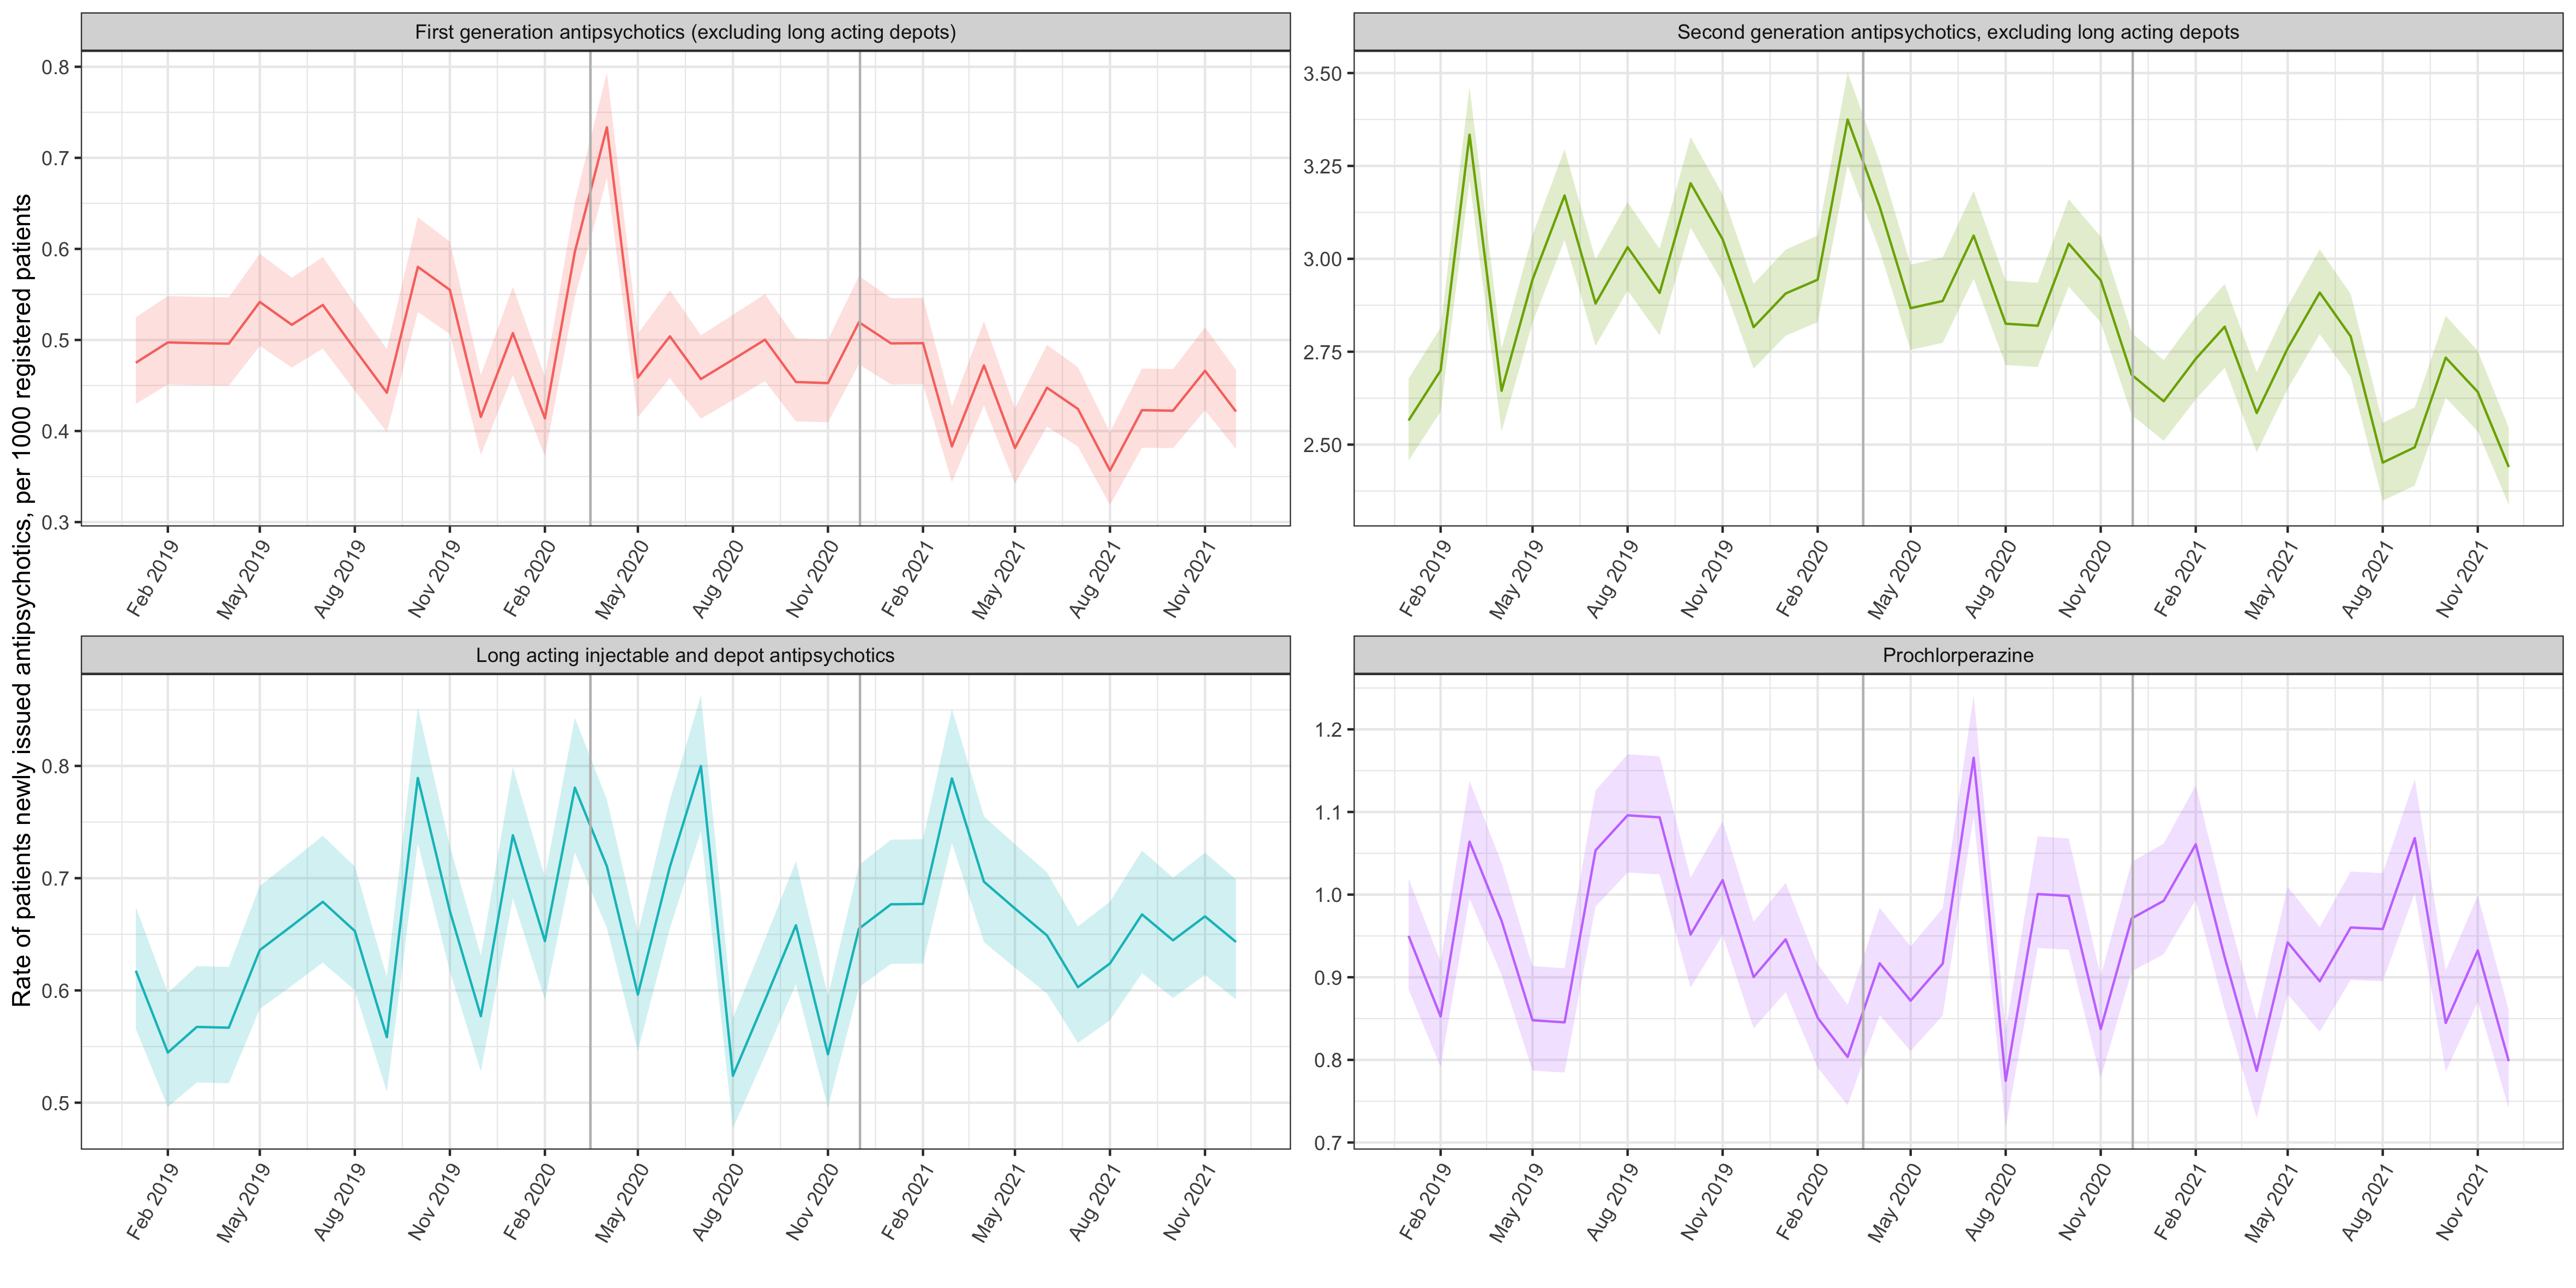 Rate of patients newly issued antipsychotics, per 1000 registered patients
First generation antipsychotics (excluding long acting depots)
0.8
0.7
0.6
0.5
0.4
0.3
Feb 2019
May 2019
Aug 2019
Nov 2019
Feb 2020
May 2020
Aug 2020
Nov 2020
Feb 2021
May 2021
Aug 2021
Nov 2021
Second generation antipsychotics, excluding long acting depots
3.50
3.25
3.00
2.75
2.50
Feb 2019
May 2019
Aug 2019
Nov 2019
Feb 2020
May 2020
Aug 2020
Nov 2020
Feb 2021
May 2021
Aug 2021
Nov 2021
Long acting injectable and depot antipsychotics
0.8
0.7
0.6
0.5
Feb 2019
May 2019
Aug 2019
Nov 2019
Feb 2020
May 2020
Aug 2020
Nov 2020
Feb 2021
May 2021
Aug 2021
Nov 2021
Prochlorperazine
1.2
1.1
1.0
0.9
0.8
0.7
Feb 2019
May 2019
Aug 2019
Nov 2019
Feb 2020
May 2020
Aug 2020
Nov 2020
Feb 2021
May 2021
Aug 2021
Nov 2021